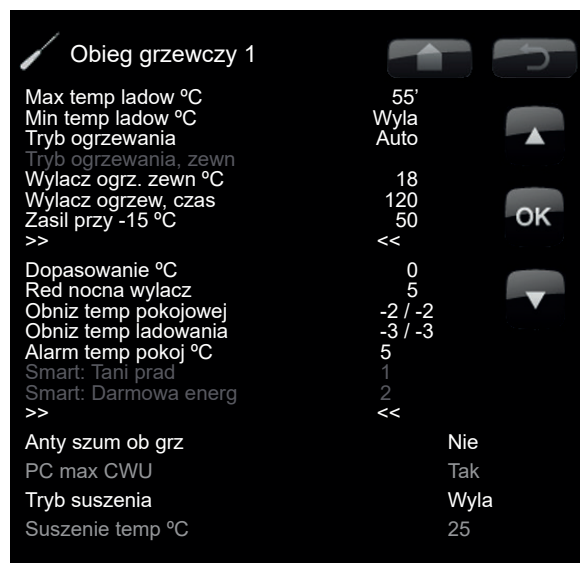 Obieg grzewczy 1
Max temp ladow ºC 55’
Min temp ladow ºC Wyla
Tryb ogrzewania Auto
Tryb ogrzewania, zewn
Wylacz ogrz. zewn ºC 18
Wylacz ogrzew, czas 120
Zasil przy -15 ºC 50
>> <<
OK
Dopasowanie ºC 0
Red nocna wylacz 5
Obniz temp pokojowej -2 / -2
Obniz temp ladowania -3 / -3
Alarm temp pokoj ºC 5
Smart: Tani prad 1
Smart: Darmowa energ 2
>> <<
Anty szum ob grz Nie
PC max CWU Tak
Tryb suszenia Wyla
Suszenie temp ºC 25